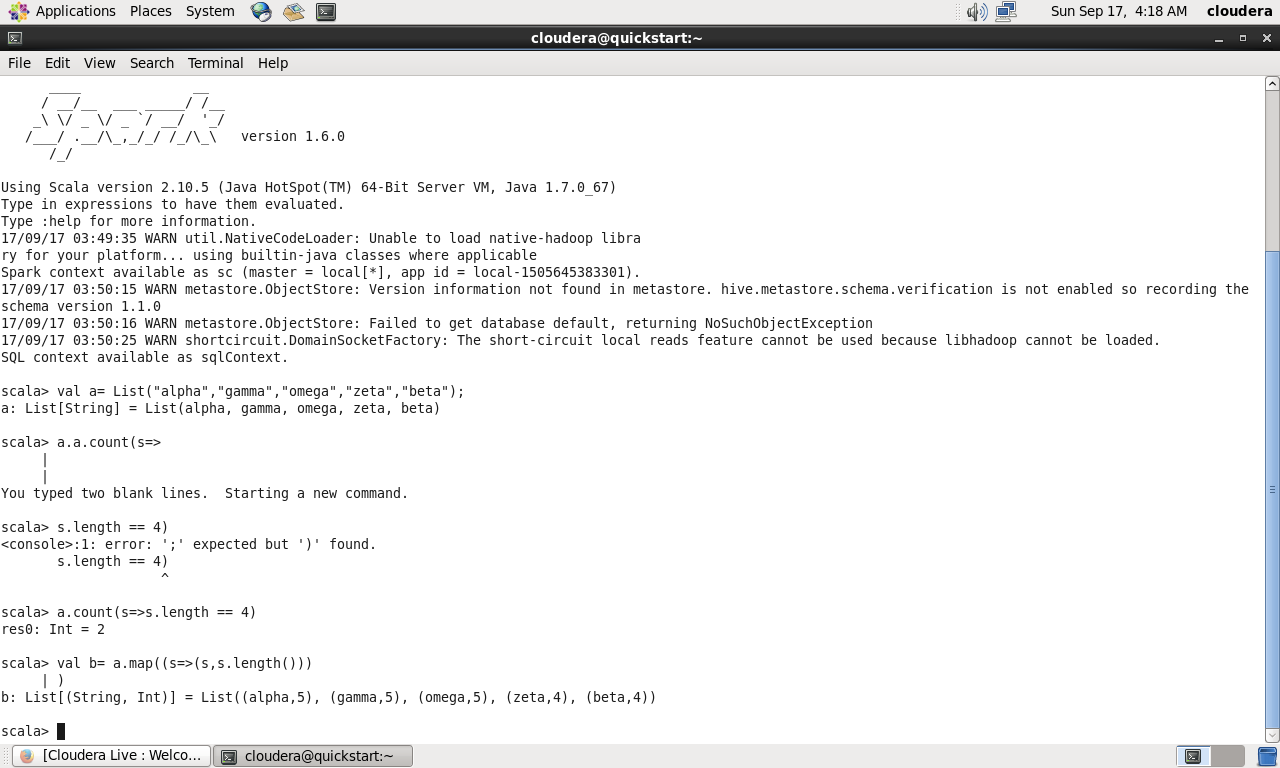 Applications Places System Sun Sep 17, 4:18 AM cloudera
cloudera@quickstart:~
File Edit View Search Terminal Help
      ____              __
     / __/__  ___ _____/ /__
    _\ \/ _ \/ _ `/ __/  '_/
   /___/ .__/\_,_/_/ /_/\_\   version 1.6.0
      /_/
Using Scala version 2.10.5 (Java HotSpot(TM) 64-Bit Server VM, Java 1.7.0_67)
Type in expressions to have them evaluated.
Type :help for more information.
17/09/17 03:49:35 WARN util.NativeCodeLoader: Unable to load native-hadoop libra
ry for your platform... using builtin-java classes where applicable
Spark context available as sc (master = local[*], app id = local-1505645383301).
17/09/17 03:50:15 WARN metastore.ObjectStore: Version information not found in metastore. hive.metastore.schema.verification is not enabled so recording the
schema version 1.1.0
17/09/17 03:50:16 WARN metastore.ObjectStore: Failed to get database default, returning NoSuchObjectException
17/09/17 03:50:25 WARN shortcircuit.DomainSocketFactory: The short-circuit local reads feature cannot be used because libhadoop cannot be loaded.
SQL context available as sqlContext.
scala> val a= List("alpha","gamma","omega","zeta","beta");
a: List[String] = List(alpha, gamma, omega, zeta, beta)
scala> a.a.count(s=>
     |
     |
You typed two blank lines.  Starting a new command.
scala> s.length == 4)
<console>:1: error: ';' expected but ')' found.
       s.length == 4)
                    ^
scala> a.count(s=>s.length == 4)
res0: Int = 2
scala> val b= a.map((s=>(s,s.length()))
     | )
b: List[(String, Int)] = List((alpha,5), (gamma,5), (omega,5), (zeta,4), (beta,4))
scala>
[Cloudera Live : Welco... cloudera@quickstart:~